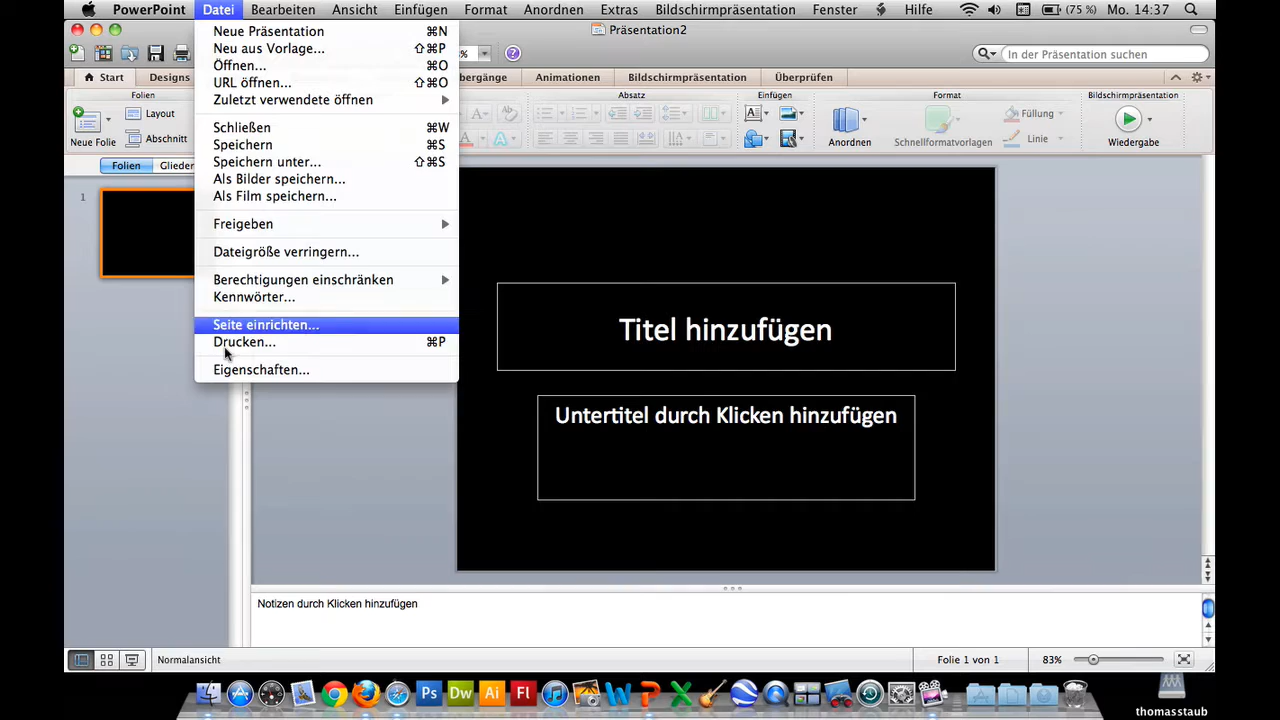 PowerPoint Datei Bearbeiten Ansicht Einfügen Format Anordnen Extras Bildschirmpräsentation Fenster Hilfe (75 %) Mo. 14:37
Präsentation2
% In der Präsentation suchen
Start Designs bergänge Animationen Bildschirmpräsentation Überprüfen
Folien Absatz Einfügen Format Bildschirmpräsentation
Neue Folie Layout Abschnitt Anordnen Schnellformatvorlagen Füllung Linie Wiedergabe
Folien Glieder
Neue Präsentation ⌘N
Neu aus Vorlage... ⇧⌘P
Öffnen... ⌘O
URL öffnen... ⇧⌘O
Zuletzt verwendete öffnen
Schließen ⌘W
Speichern ⌘S
Speichern unter... ⇧⌘S
Als Bilder speichern...
Als Film speichern...
Freigeben
Dateigröße verringern...
Berechtigungen einschränken
Kennwörter...
Seite einrichten...
Drucken... ⌘P
Eigenschaften...
1
Titel hinzufügen
Untertitel durch Klicken hinzufügen
Notizen durch Klicken hinzufügen
Normalansicht Folie 1 von 1 83%
Ps Dw Ai Fl
thomasstaub